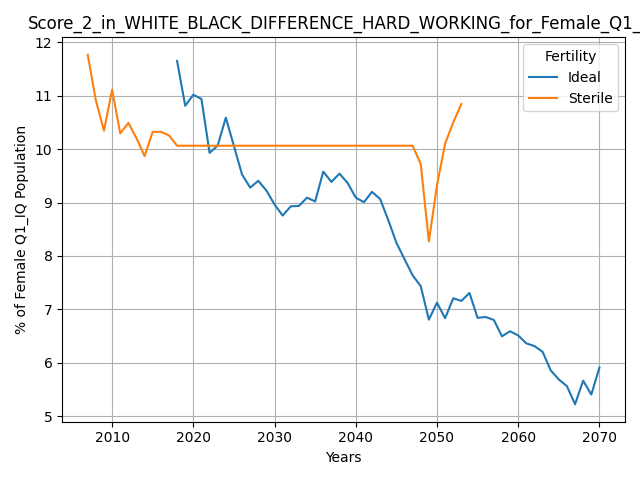 Score_2_in_WHITE_BLACK_DIFFERENCE_HARD_WORKING_for_Female_Q1_
12
11
10
9
8
7
6
5
% of Female Q1_IQ Population
Fertility
Ideal
Sterile
2010 2020 2030 2040 2050 2060 2070
Years